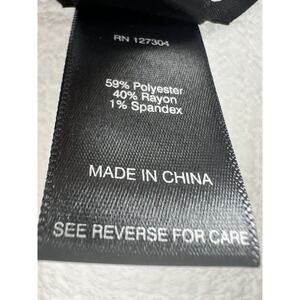 RN 127304
59% Polyester
40% Rayon
1% Spandex
MADE IN CHINA
SEE REVERSE FOR CARE